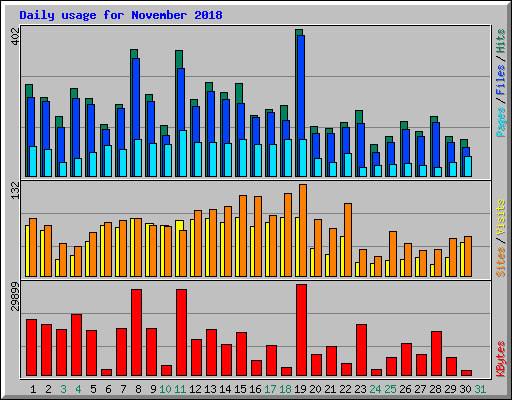 Daily usage for November 2018
402
Pages / Files / Hits
132
Sites / Visits
29899
KBytes
1 2 3 4 5 6 7 8 9 10 11 12 13 14 15 16 17 18 19 20 21 22 23 24 25 26 27 28 29 30 31